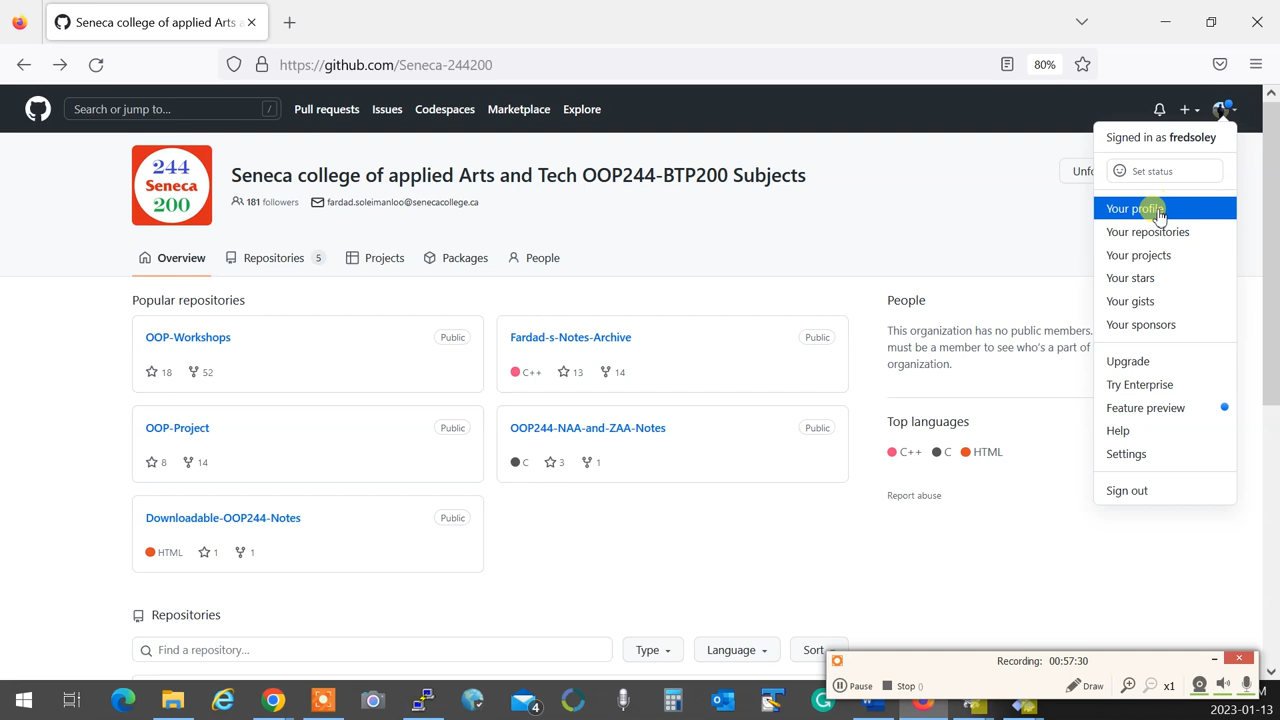 Seneca college of applied Arts a
https://github.com/Seneca-244200
80%
Search or jump to...
/
Pull requests
Issues
Codespaces
Marketplace
Explore
Signed in as fredsoley
Set status
Your profile
Your repositories
Your projects
Your stars
Your gists
Your sponsors
Upgrade
Try Enterprise
Feature preview
Help
Settings
Sign out
244
Seneca
200
Seneca college of applied Arts and Tech OOP244-BTP200 Subjects
181 followers
fardad.soleimanloo@senecacollege.ca
Overview
Repositories 5
Projects
Packages
People
Popular repositories
OOP-Workshops
Public
18
52
Fardad-s-Notes-Archive
Public
C++
13
14
OOP-Project
Public
8
14
OOP244-NAA-and-ZAA-Notes
Public
C
3
1
Downloadable-OOP244-Notes
Public
HTML
1
1
People
This organization has no public members.
must be a member to see who's a part of
organization.
Top languages
C++
C
HTML
Report abuse
Repositories
Find a repository...
Type
Language
Sort
Recording: 00:57:30
Pause
Stop ()
Draw
x1
4
M
2023-01-13